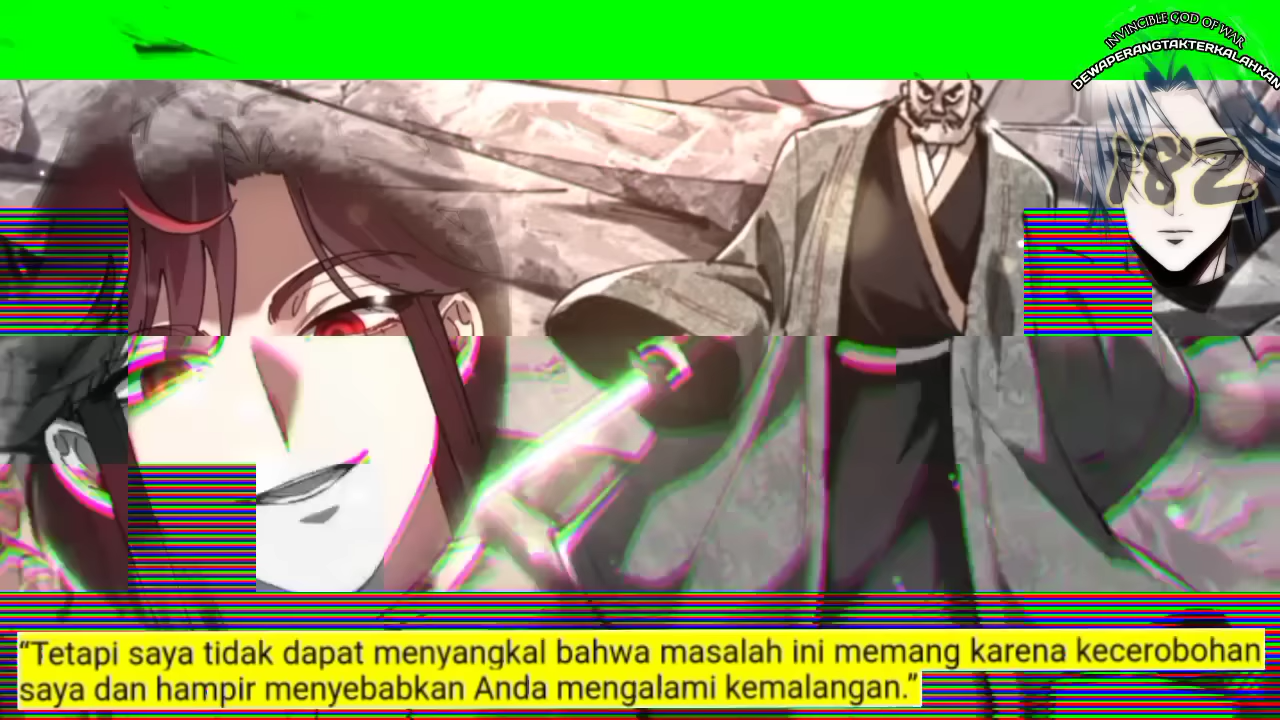 INVINCIBLE GOD OF WAR
DEWAPERANGTAKTERKALAHKAN
182
“Tetapi saya tidak dapat menyangkal bahwa masalah ini memang karena kecerobohan
saya dan hampir menyebabkan Anda mengalami kemalangan.”